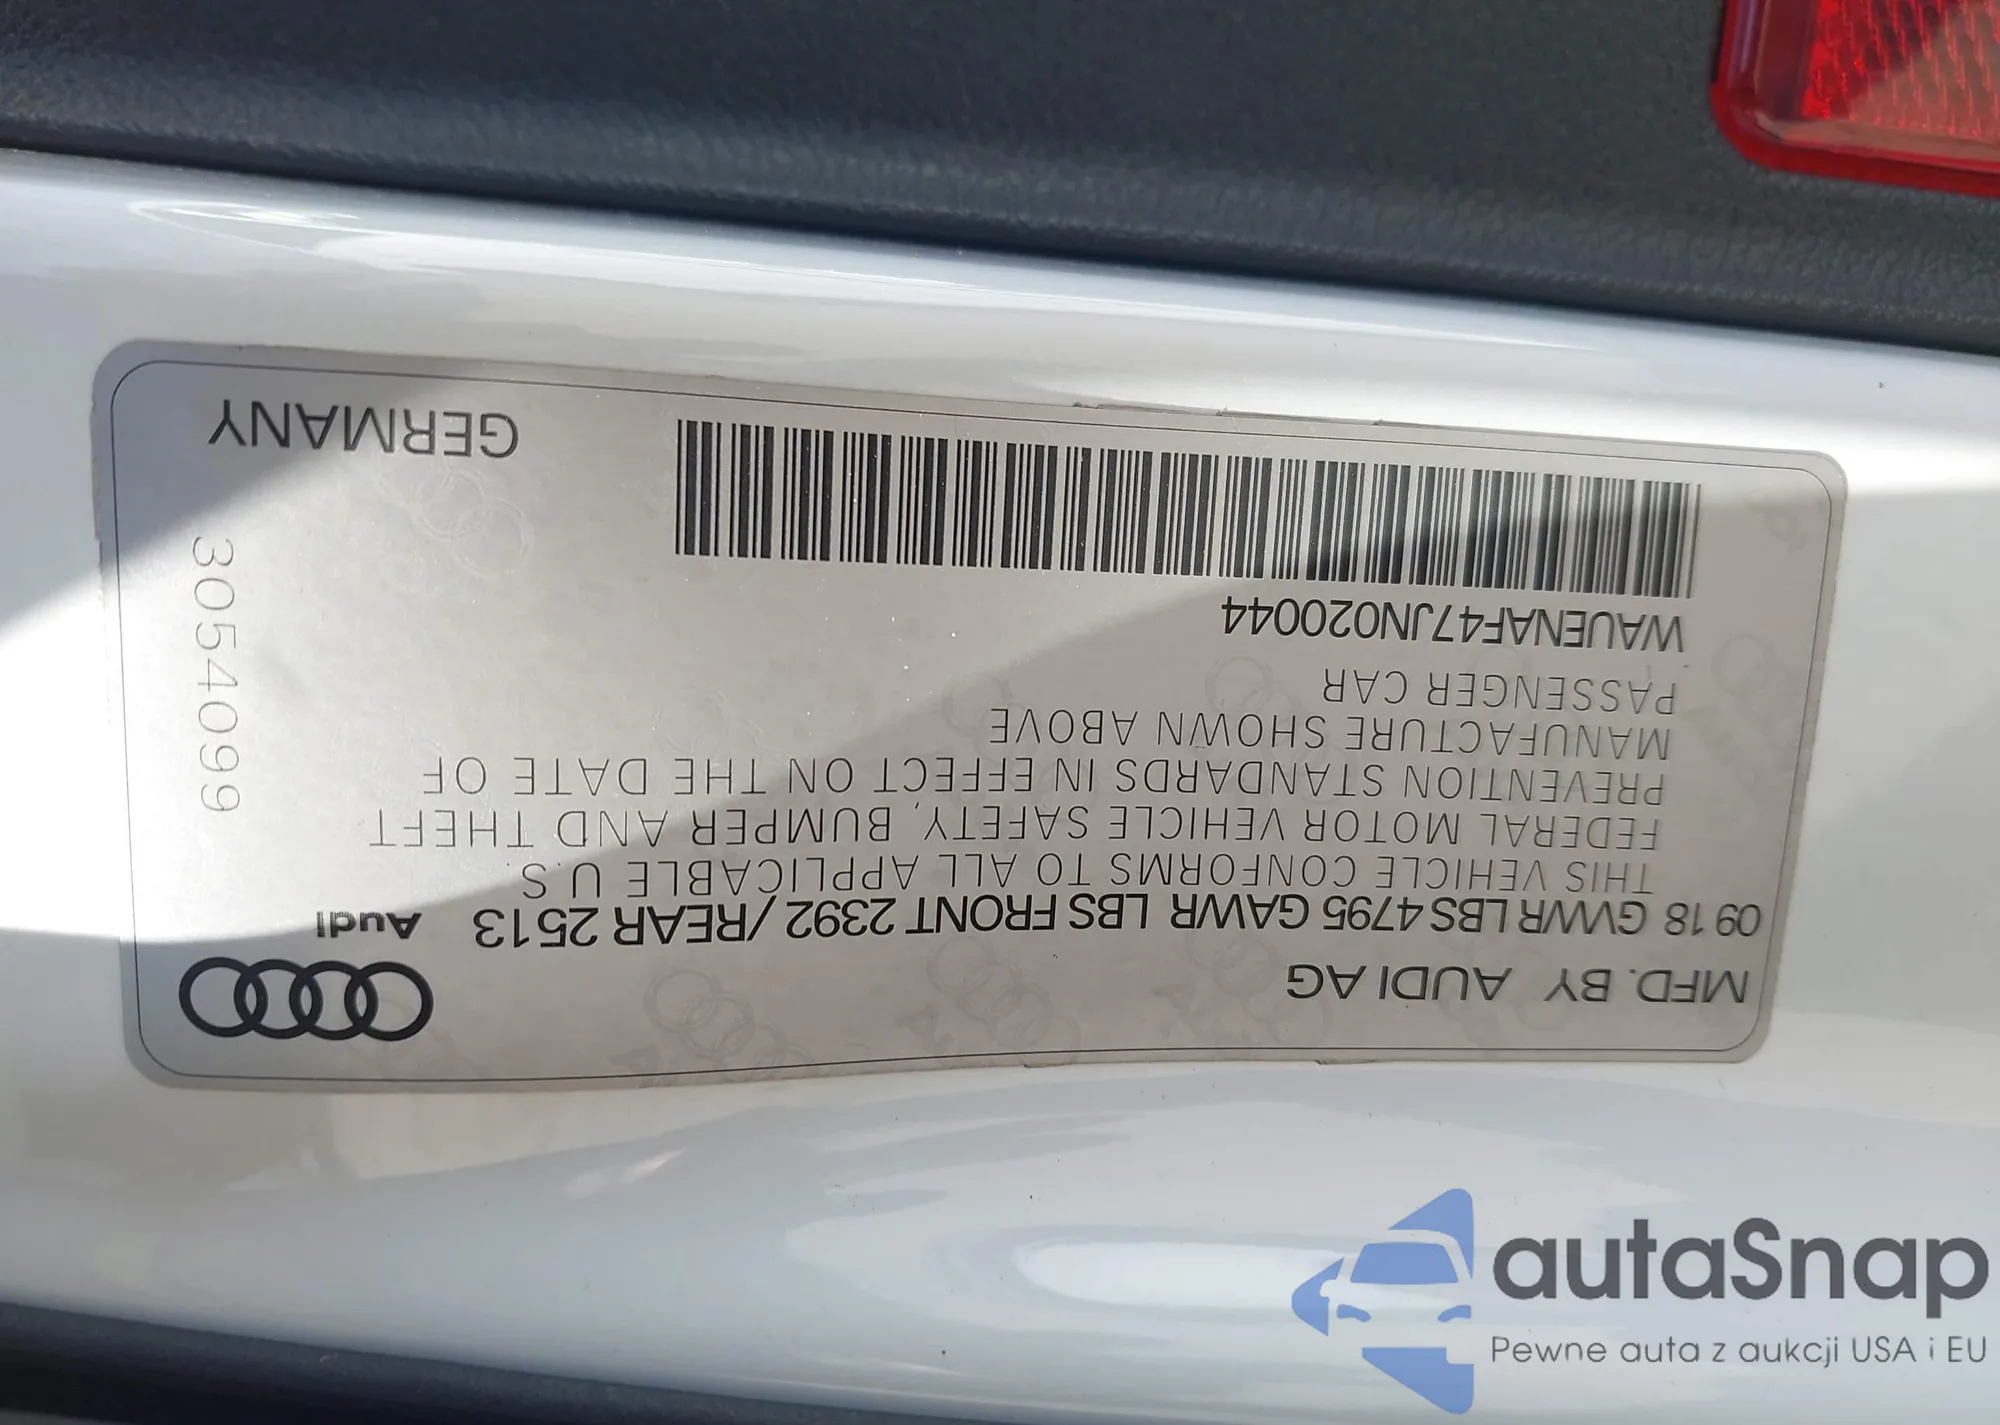 MFD. BY AUDI AG
09 18 GVWR LBS 4795 GAWR LBS FRONT 2392/REAR 2513
Audi
THIS VEHICLE CONFORMS TO ALL APPLICABLE U.S.
FEDERAL MOTOR VEHICLE SAFETY, BUMPER AND THEFT
PREVENTION STANDARDS IN EFFECT ON THE DATE OF
MANUFACTURE SHOWN ABOVE
PASSENGER CAR
WAUENAF47JN020044
GERMANY
3054099
autaSnap
Pewne auta z aukcji USA i EU